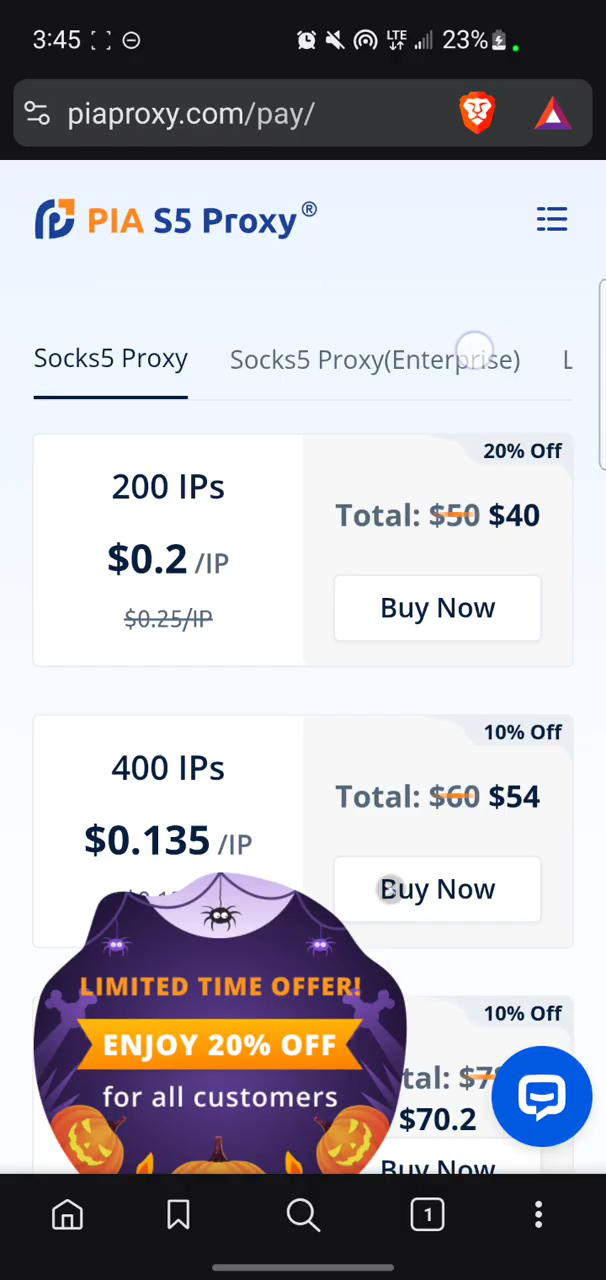 3:45
LTE
23%
piaproxy.com/pay/
PIA S5 Proxy®
Socks5 Proxy
Socks5 Proxy(Enterprise)
L
20% Off
200 IPs
Total: $50 $40
$0.2 /IP
Buy Now
$0.25/IP
10% Off
400 IPs
Total: $60 $54
$0.135 /IP
Buy Now
LIMITED TIME OFFER!
10% Off
ENJOY 20% OFF
for all customers
$70.2
Buy Now
1